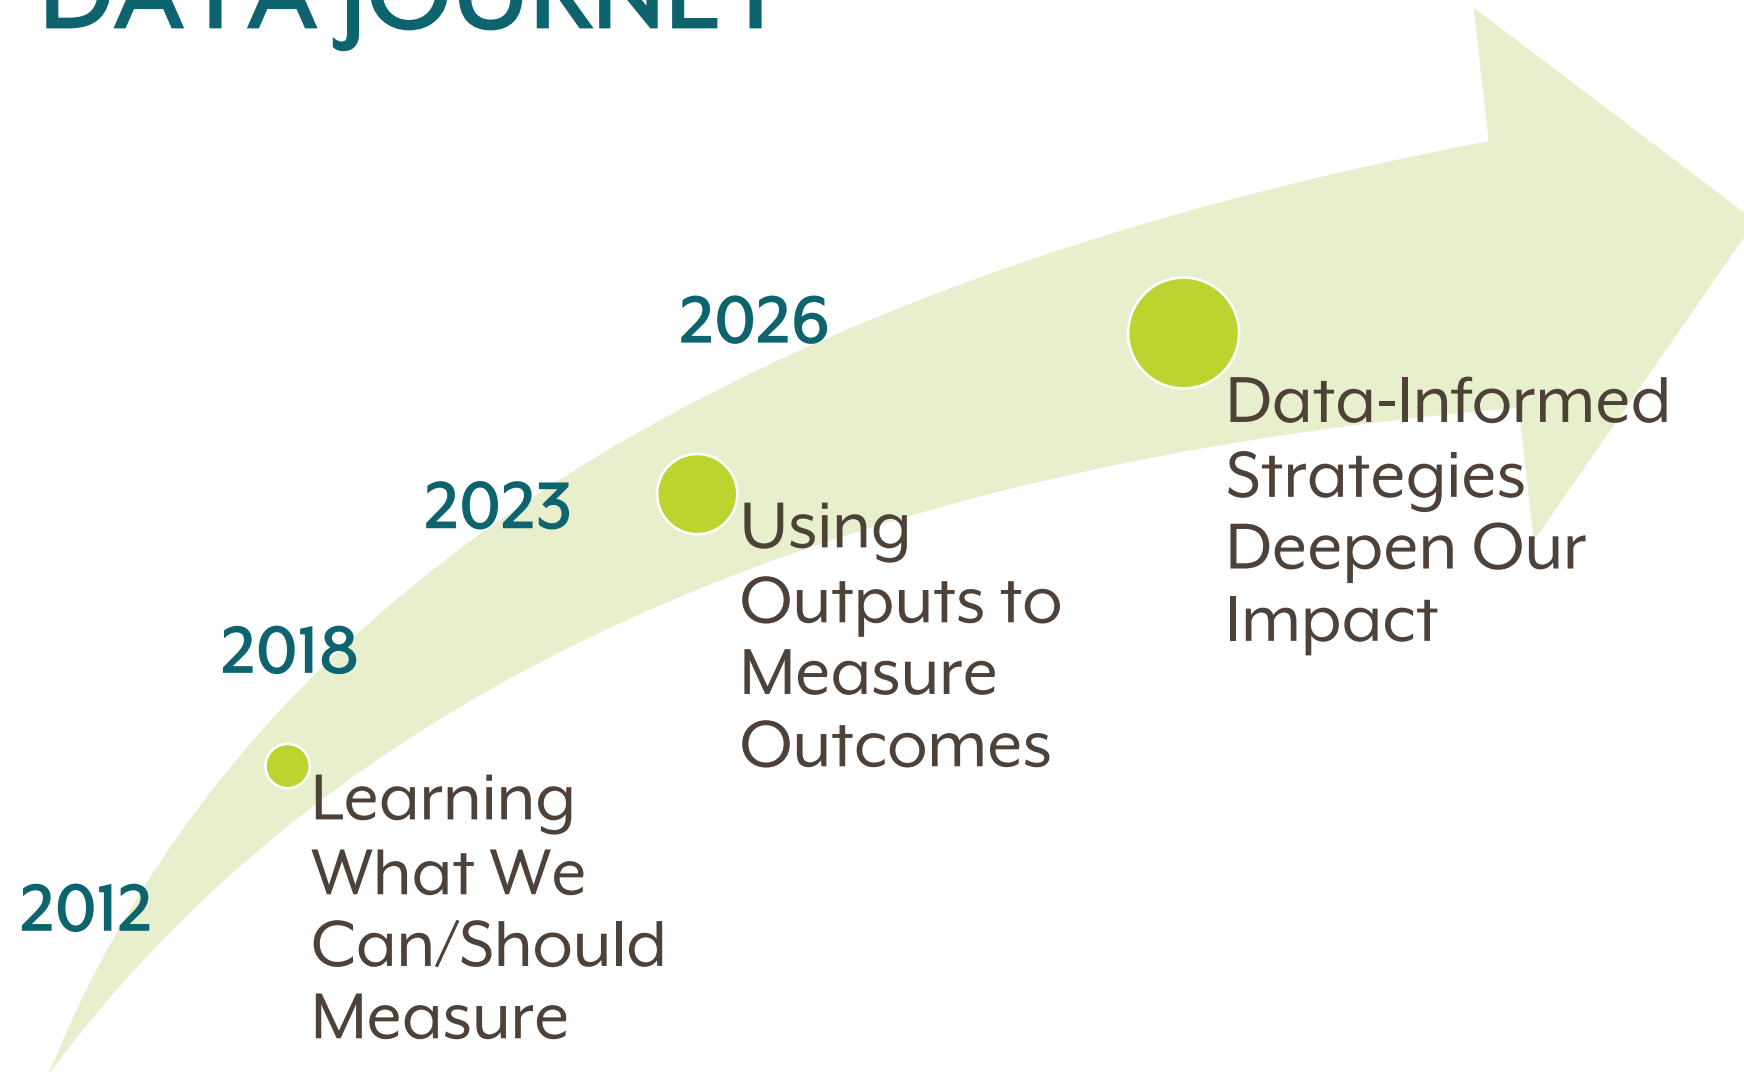 DATA JOURNEY
2026
Data-Informed
Strategies
Deepen Our
Impact
2023
Using
Outputs to
Measure
Outcomes
2018
Learning
What We
Can/Should
Measure
2012